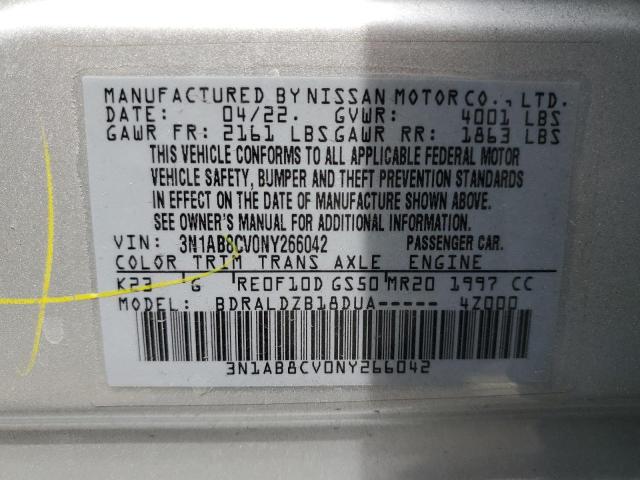 MANUFACTURED BY NISSAN MOTOR CO., LTD.
DATE: 04/22. GVWR: 4001 LBS
GAWR FR: 2161 LBS GAWR RR: 1863 LBS
THIS VEHICLE CONFORMS TO ALL APPLICABLE FEDERAL MOTOR
VEHICLE SAFETY, BUMPER AND THEFT PREVENTION STANDARDS
IN EFFECT ON THE DATE OF MANUFACTURE SHOWN ABOVE.
SEE OWNER'S MANUAL FOR ADDITIONAL INFORMATION.
VIN: 3N1AB8CV0NY266042 PASSENGER CAR.
COLOR TRIM TRANS AXLE ENGINE
K23 G RE0F10D GS50 MR20 1997 CC
MODEL: BDRALDZB18DUA----- 4Z000
3N1AB8CV0NY266042